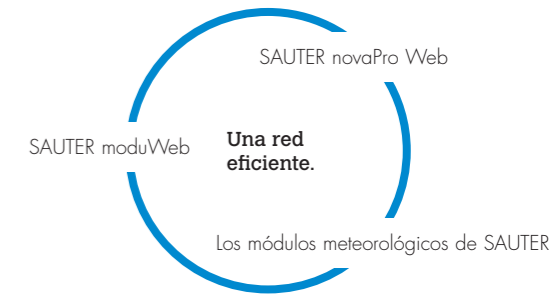 SAUTER novaPro Web
SAUTER moduWeb
Una red
eficiente.
Los módulos meteorológicos de SAUTER